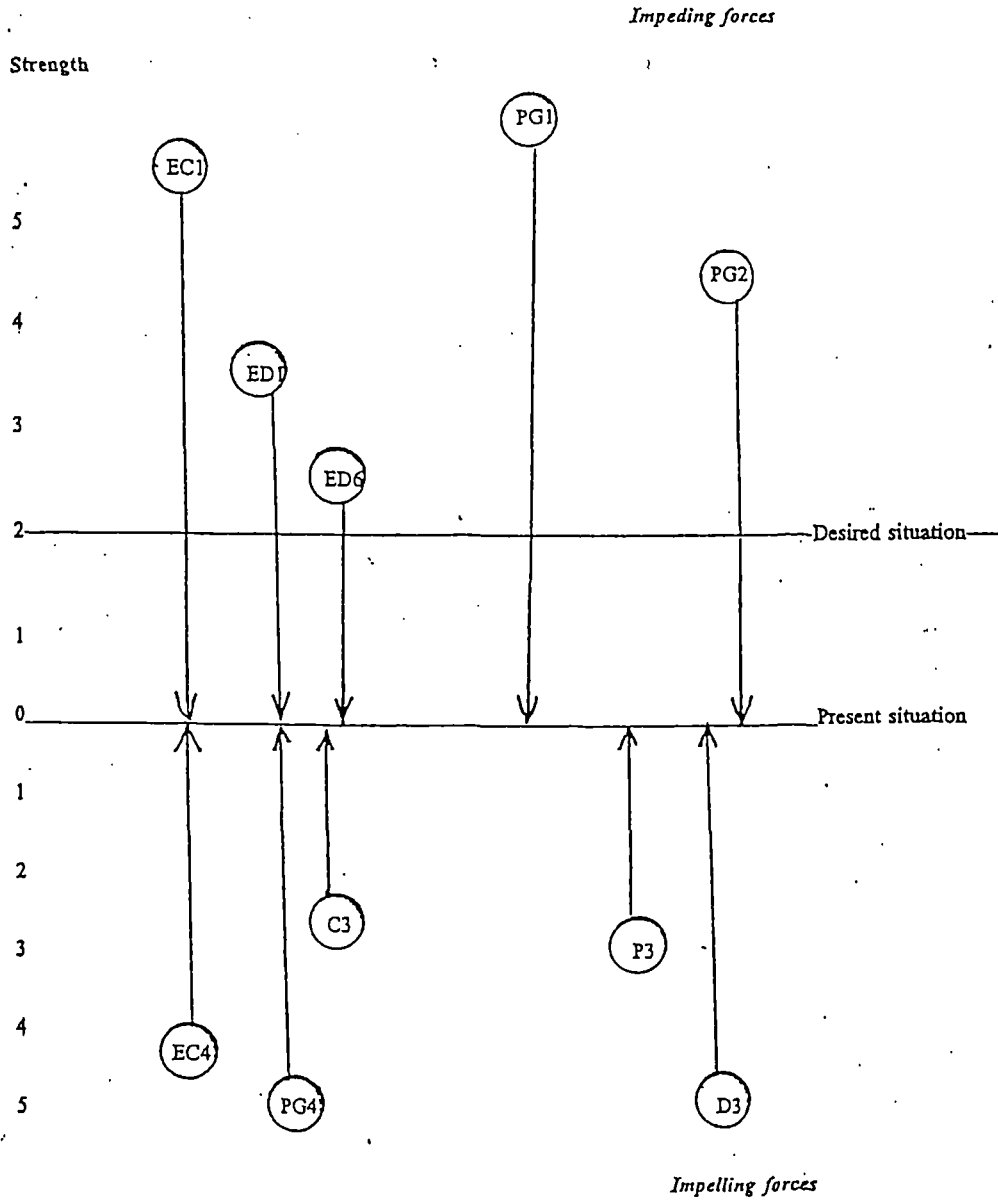 Impeding forces
Strength
PG1
EC1
5
PG2
4
ED1
3
ED6
2
Desired situation
1
0
Present situation
1
2
C3
3
P3
4
EC4
5
PG4
D3
Impelling forces